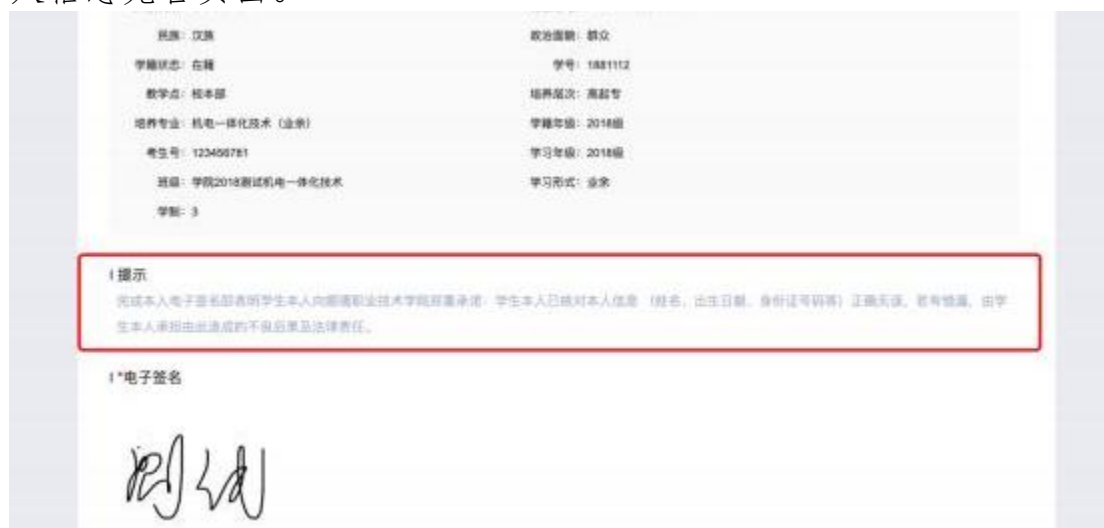 民族: 汉族 政治面貌: 群众
学籍状态: 在籍 学号: 1881112
教学点: 校本部 培养层次: 高起专
培养专业: 机电一体化技术（业余） 学籍年级: 2018级
考生号: 123456781 学习年级: 2018级
班级: 学院2018测试机电一体化技术 学习形式: 业余
学制: 3
提示
完成本人电子签名即表明学生本人向顺德职业技术学院郑重承诺: 学生本人已核对本人信息 （姓名、出生日期、身份证号码等）正确无误，若有错漏，由学
生本人承担由此造成的不良后果及法律责任。
*电子签名
测试